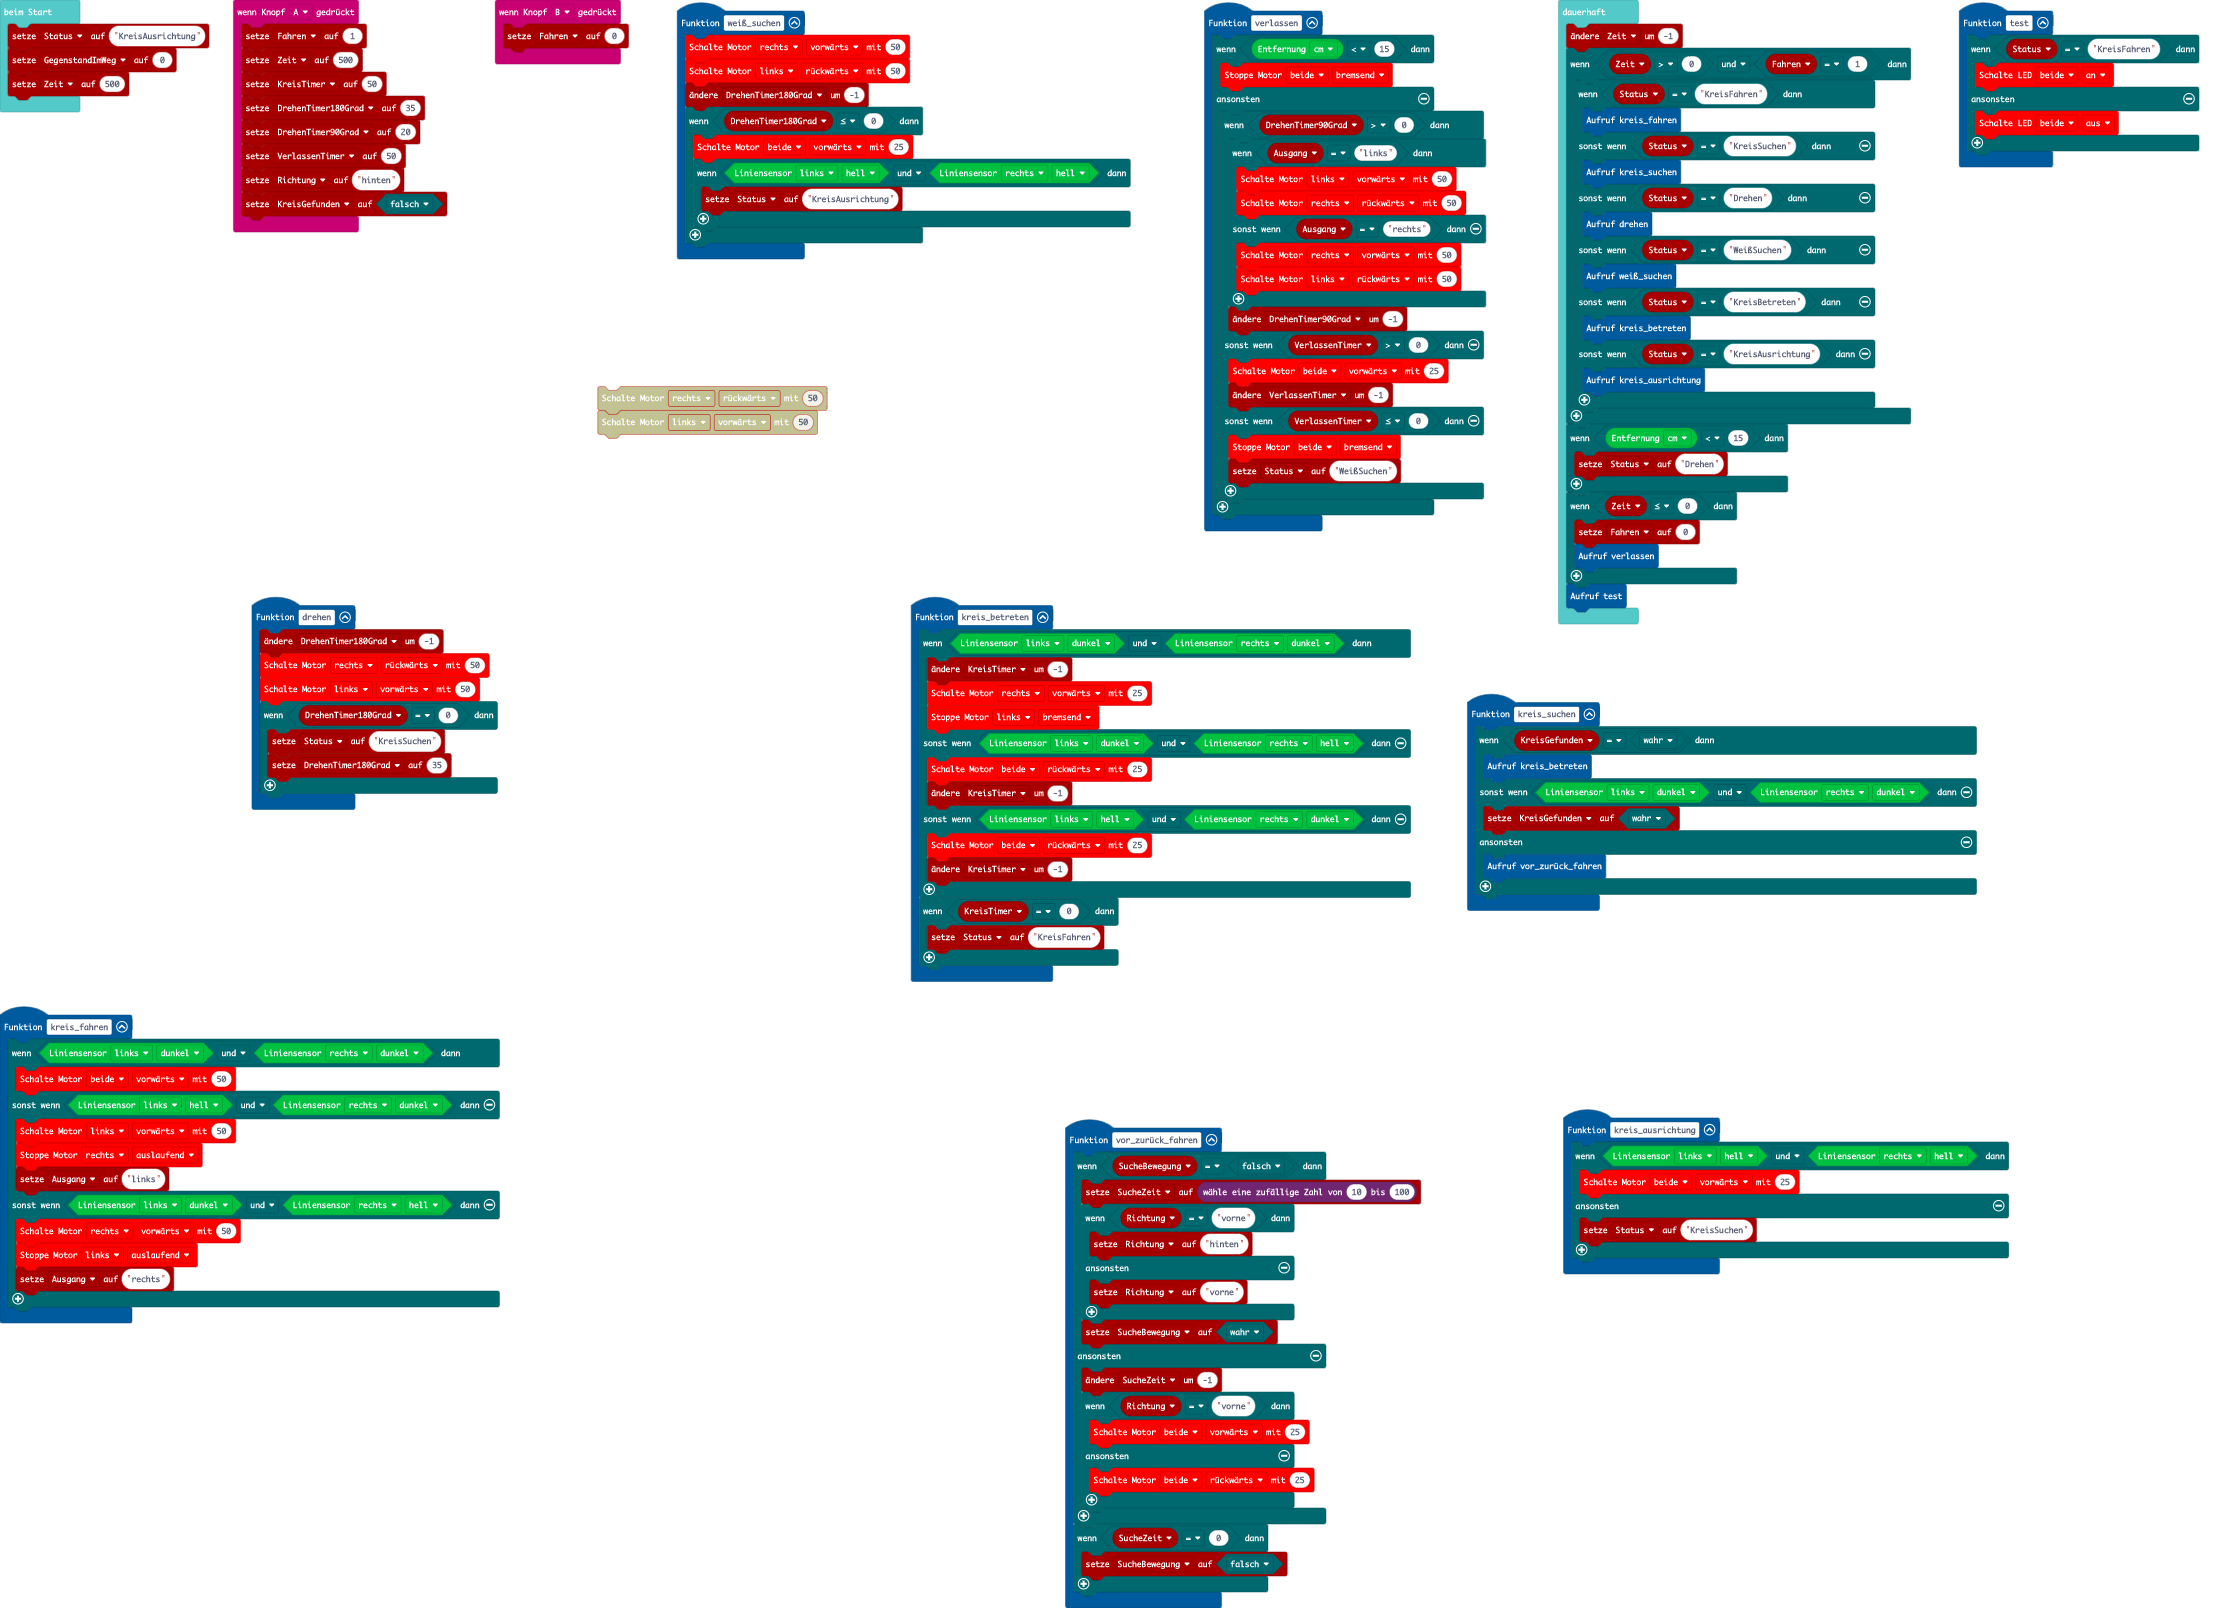 beim Start
setze Status auf "KreisAusrichtung"
setze GegenstandImWeg auf 0
setze Zeit auf 500
wenn Knopf A gedrückt
setze Fahren auf 1
setze Zeit auf 500
setze KreisTimer auf 50
setze DrehenTimer180Grad auf 35
setze DrehenTimer90Grad auf 20
setze VerlassenTimer auf 50
setze Richtung auf "hinten"
setze KreisGefunden auf falsch
wenn Knopf B gedrückt
setze Fahren auf 0
Funktion weiß_suchen
Schalte Motor rechts vorwärts mit 50
Schalte Motor links rückwärts mit 50
ändere DrehenTimer180Grad um -1
wenn DrehenTimer180Grad ≤ 0 dann
Schalte Motor beide vorwärts mit 25
wenn Liniensensor links hell und Liniensensor rechts hell dann
setze Status auf "KreisAusrichtung"
Schalte Motor rechts rückwärts mit 50
Schalte Motor links vorwärts mit 50
Funktion verlassen
wenn Entfernung cm < 15 dann
Stoppe Motor beide bremsend
ansonsten
wenn DrehenTimer90Grad > 0 dann
wenn Ausgang = "links" dann
Schalte Motor links vorwärts mit 50
Schalte Motor rechts rückwärts mit 50
sonst wenn Ausgang = "rechts" dann
Schalte Motor rechts vorwärts mit 50
Schalte Motor links rückwärts mit 50
ändere DrehenTimer90Grad um -1
sonst wenn VerlassenTimer > 0 dann
Schalte Motor beide vorwärts mit 25
ändere VerlassenTimer um -1
sonst wenn VerlassenTimer ≤ 0 dann
Stoppe Motor beide bremsend
setze Status auf "WeißSuchen"
dauerhaft
ändere Zeit um -1
wenn Zeit > 0 und Fahren = 1 dann
wenn Status = "KreisFahren" dann
Aufruf kreis_fahren
sonst wenn Status = "KreisSuchen" dann
Aufruf kreis_suchen
sonst wenn Status = "Drehen" dann
Aufruf drehen
sonst wenn Status = "WeißSuchen" dann
Aufruf weiß_suchen
sonst wenn Status = "KreisBetreten" dann
Aufruf kreis_betreten
sonst wenn Status = "KreisAusrichtung" dann
Aufruf kreis_ausrichtung
wenn Entfernung cm < 15 dann
setze Status auf "Drehen"
wenn Zeit ≤ 0 dann
setze Fahren auf 0
Aufruf verlassen
Aufruf test
Funktion test
wenn Status = "KreisFahren" dann
Schalte LED beide an
ansonsten
Schalte LED beide aus
Funktion drehen
ändere DrehenTimer180Grad um -1
Schalte Motor rechts rückwärts mit 50
Schalte Motor links vorwärts mit 50
wenn DrehenTimer180Grad = 0 dann
setze Status auf "KreisSuchen"
setze DrehenTimer180Grad auf 35
Funktion kreis_betreten
wenn Liniensensor links dunkel und Liniensensor rechts dunkel dann
ändere KreisTimer um -1
Schalte Motor rechts vorwärts mit 25
Stoppe Motor links bremsend
sonst wenn Liniensensor links dunkel und Liniensensor rechts hell dann
Schalte Motor beide rückwärts mit 25
ändere KreisTimer um -1
sonst wenn Liniensensor links hell und Liniensensor rechts dunkel dann
Schalte Motor beide rückwärts mit 25
ändere KreisTimer um -1
wenn KreisTimer = 0 dann
setze Status auf "KreisFahren"
Funktion kreis_suchen
wenn KreisGefunden = wahr dann
Aufruf kreis_betreten
sonst wenn Liniensensor links dunkel und Liniensensor rechts dunkel dann
setze KreisGefunden auf wahr
ansonsten
Aufruf vor_zurück_fahren
Funktion kreis_fahren
wenn Liniensensor links dunkel und Liniensensor rechts dunkel dann
Schalte Motor beide vorwärts mit 50
sonst wenn Liniensensor links hell und Liniensensor rechts dunkel dann
Schalte Motor links vorwärts mit 50
Stoppe Motor rechts auslaufend
setze Ausgang auf "links"
sonst wenn Liniensensor links dunkel und Liniensensor rechts hell dann
Schalte Motor rechts vorwärts mit 50
Stoppe Motor links auslaufend
setze Ausgang auf "rechts"
Funktion vor_zurück_fahren
wenn SucheBewegung = falsch dann
setze SucheZeit auf wähle eine zufällige Zahl von 10 bis 100
wenn Richtung = "vorne" dann
setze Richtung auf "hinten"
ansonsten
setze Richtung auf "vorne"
setze SucheBewegung auf wahr
ansonsten
ändere SucheZeit um -1
wenn Richtung = "vorne" dann
Schalte Motor beide vorwärts mit 25
ansonsten
Schalte Motor beide rückwärts mit 25
wenn SucheZeit = 0 dann
setze SucheBewegung auf falsch
Funktion kreis_ausrichtung
wenn Liniensensor links hell und Liniensensor rechts hell dann
Schalte Motor beide vorwärts mit 25
ansonsten
setze Status auf "KreisSuchen"